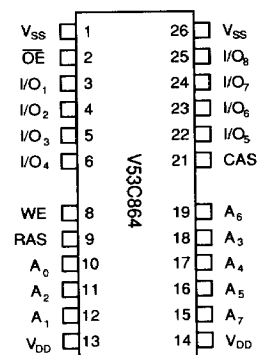 V_SS 1 26 V_SS
O̅E̅ 2 25 I/O₈
I/O₁ 3 24 I/O₇
I/O₂ 4 23 I/O₆
I/O₃ 5 22 I/O₅
I/O₄ 6 21 CAS
V53C864
WE 8 19 A₆
RAS 9 18 A₃
A₀ 10 17 A₄
A₂ 11 16 A₅
A₁ 12 15 A₇
V_DD 13 14 V_DD